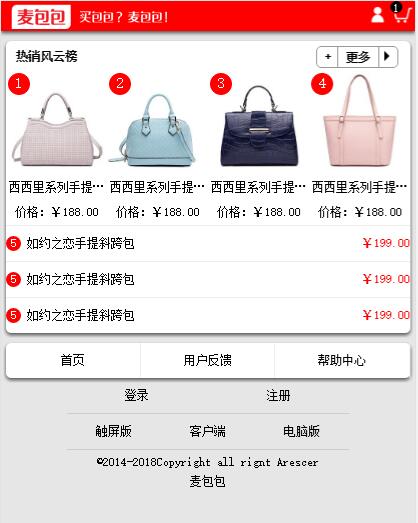 麦包包 买包包？麦包包! 1
热销风云榜 + 更多
1 2 3 4
西西里系列手提… 西西里系列手提… 西西里系列手提… 西西里系列手提…
价格：￥188.00 价格：￥188.00 价格：￥188.00 价格：￥188.00
5 如约之恋手提斜跨包 ￥199.00
5 如约之恋手提斜跨包 ￥199.00
5 如约之恋手提斜跨包 ￥199.00
首页 用户反馈 帮助中心
登录 注册
触屏版 客户端 电脑版
©2014-2018Copyright all rignt Arescer
麦包包